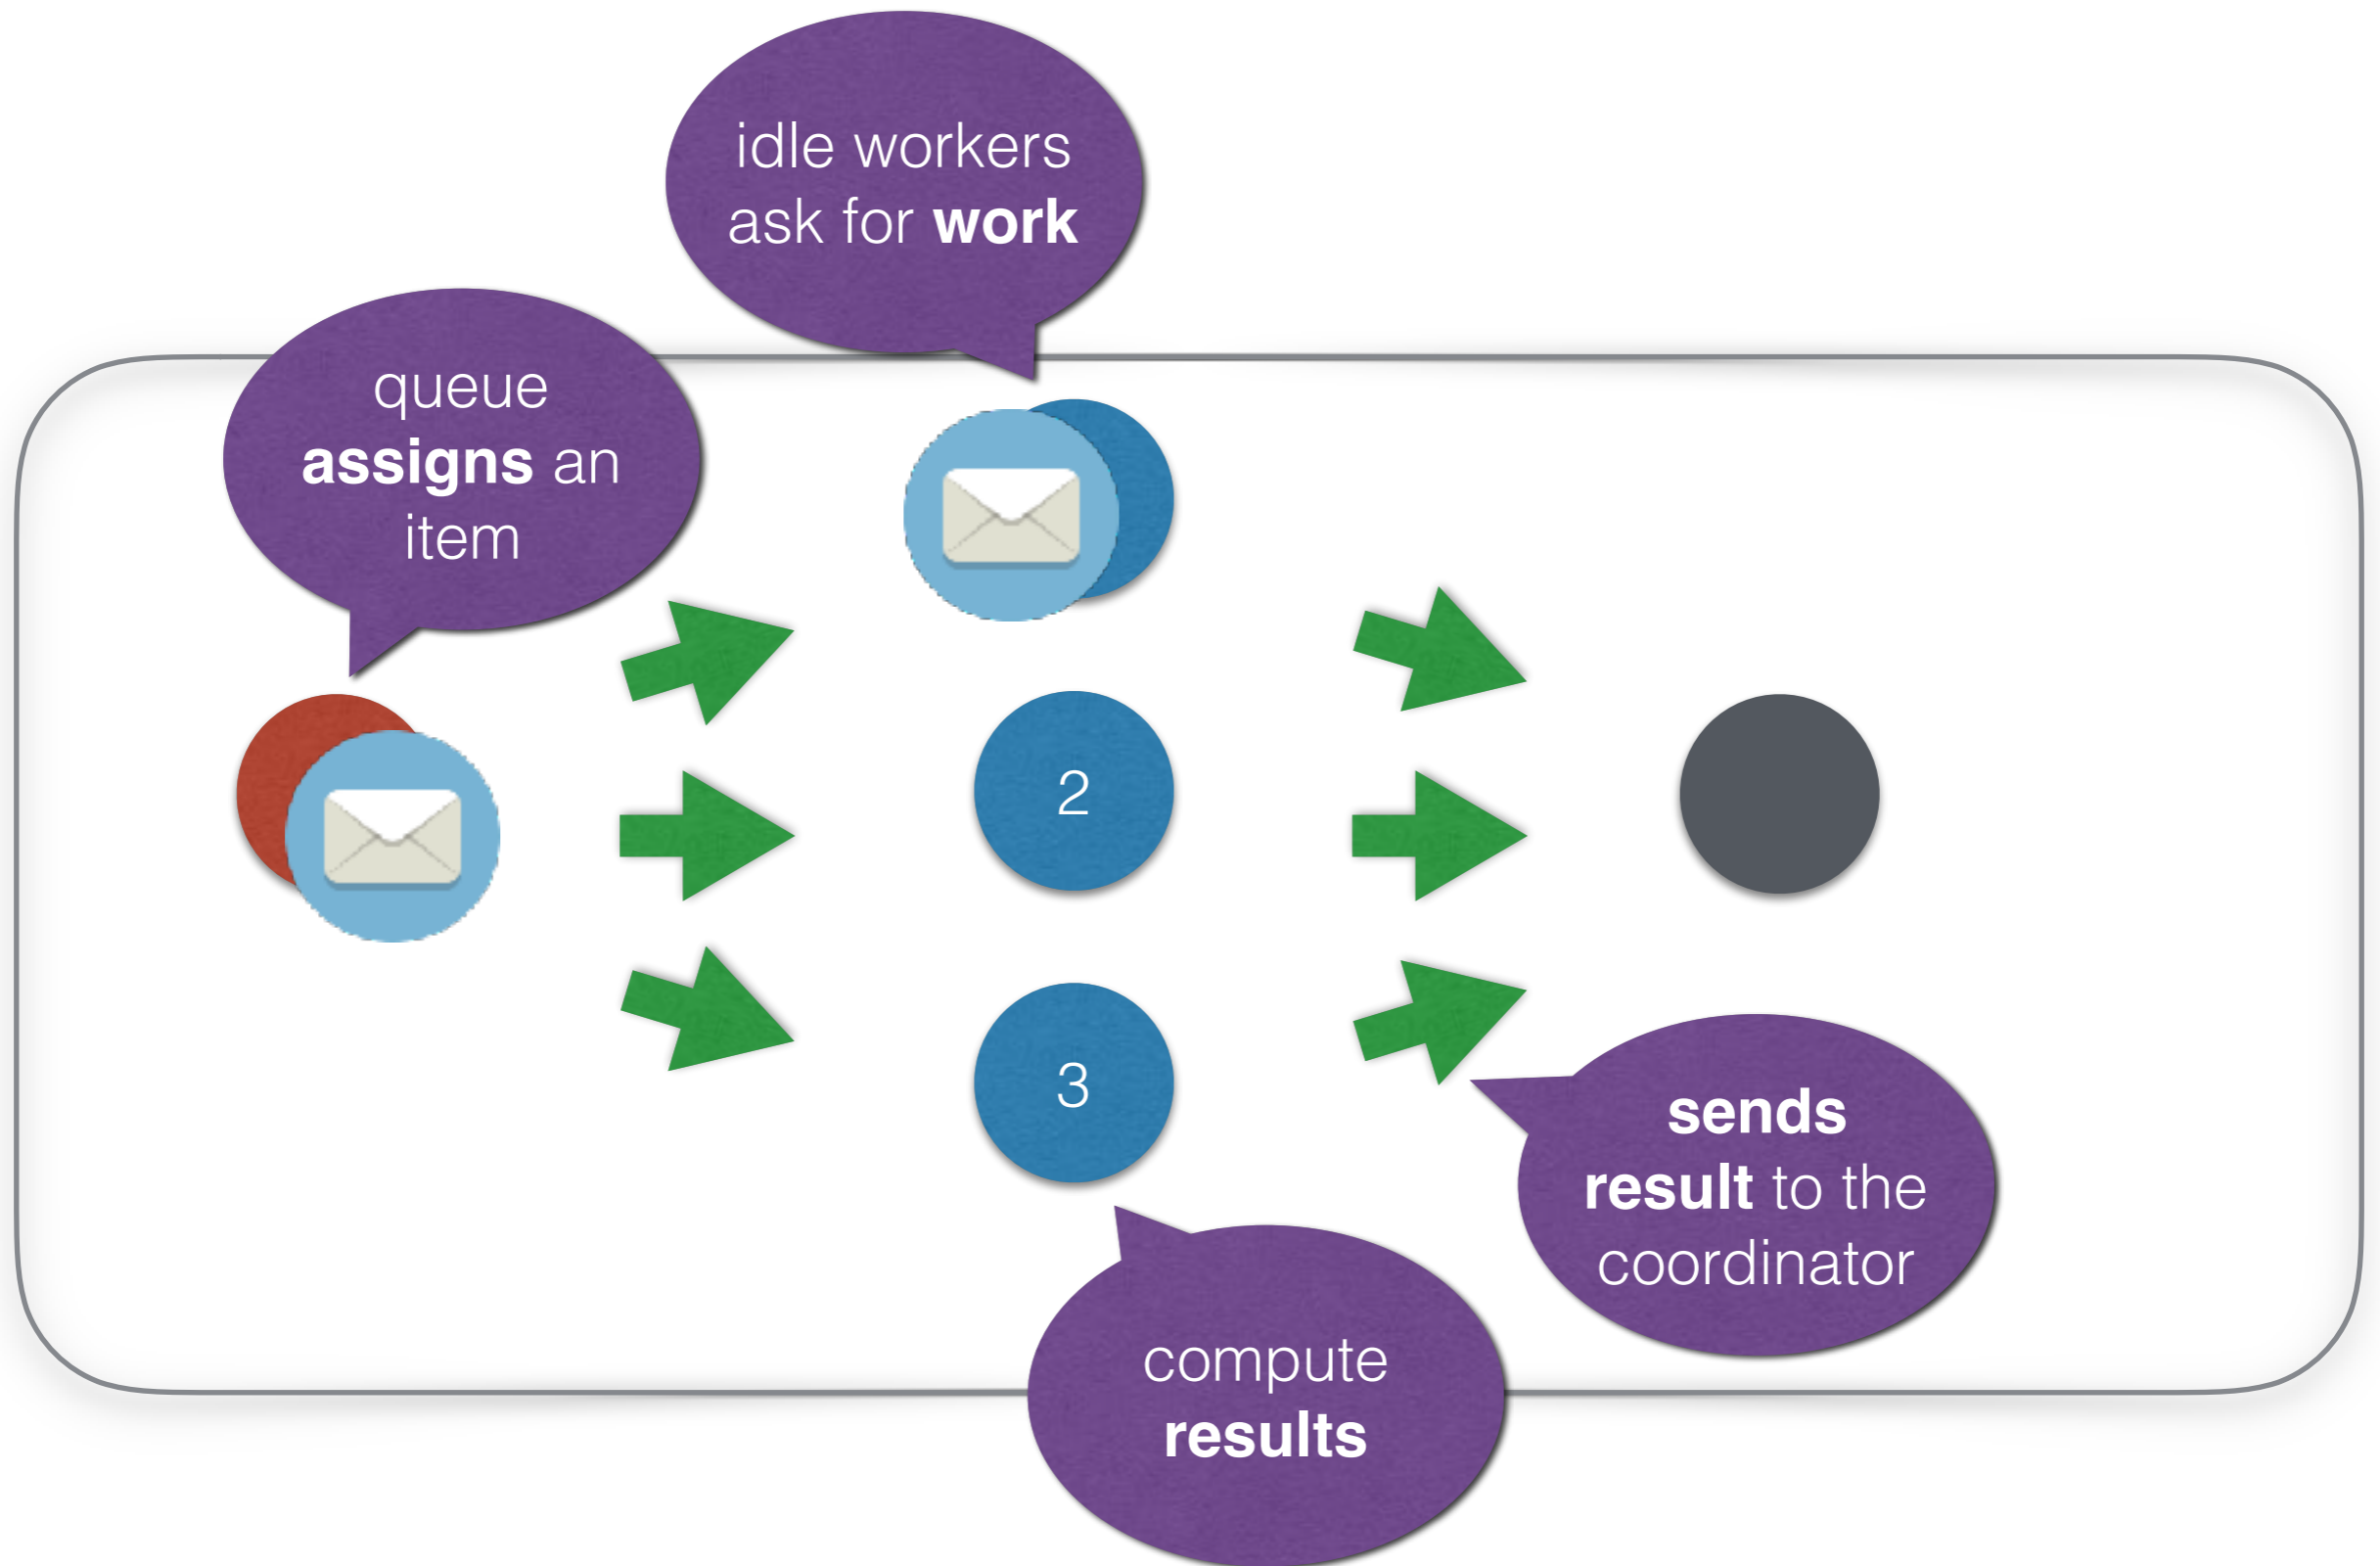 idle workers
ask for work
queue
assigns an
item
2
3
sends
result to the
coordinator
compute
results